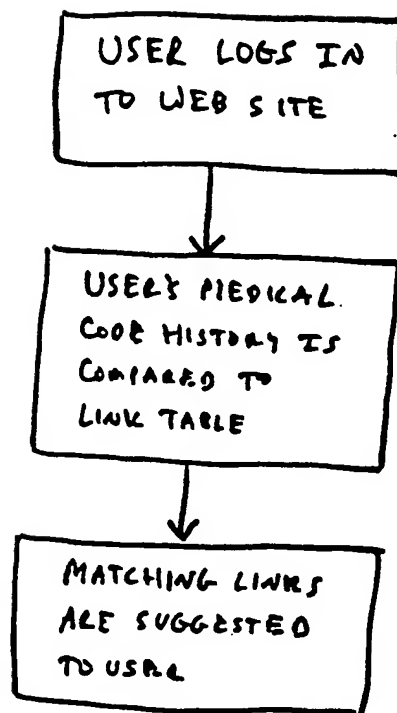 USER LOGS IN
TO WEB SITE
USER'S MEDICAL
CODE HISTORY IS
COMPARED TO
LINK TABLE
MATCHING LINKS
ARE SUGGESTED
TO USER